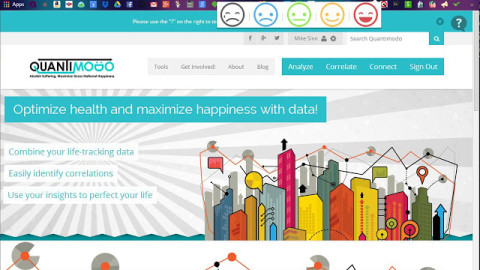 Apps
Please use the "?" on the right to
?
Mike Sinn
Search Quantimodo
QUANTIMODO
Abolish Suffering, Maximize Gross National Happiness
Tools Get Involved! About Blog Analyze Correlate Connect Sign Out
Optimize health and maximize happiness with data!
Combine your life-tracking data
Easily identify correlations
Use your insights to perfect your life